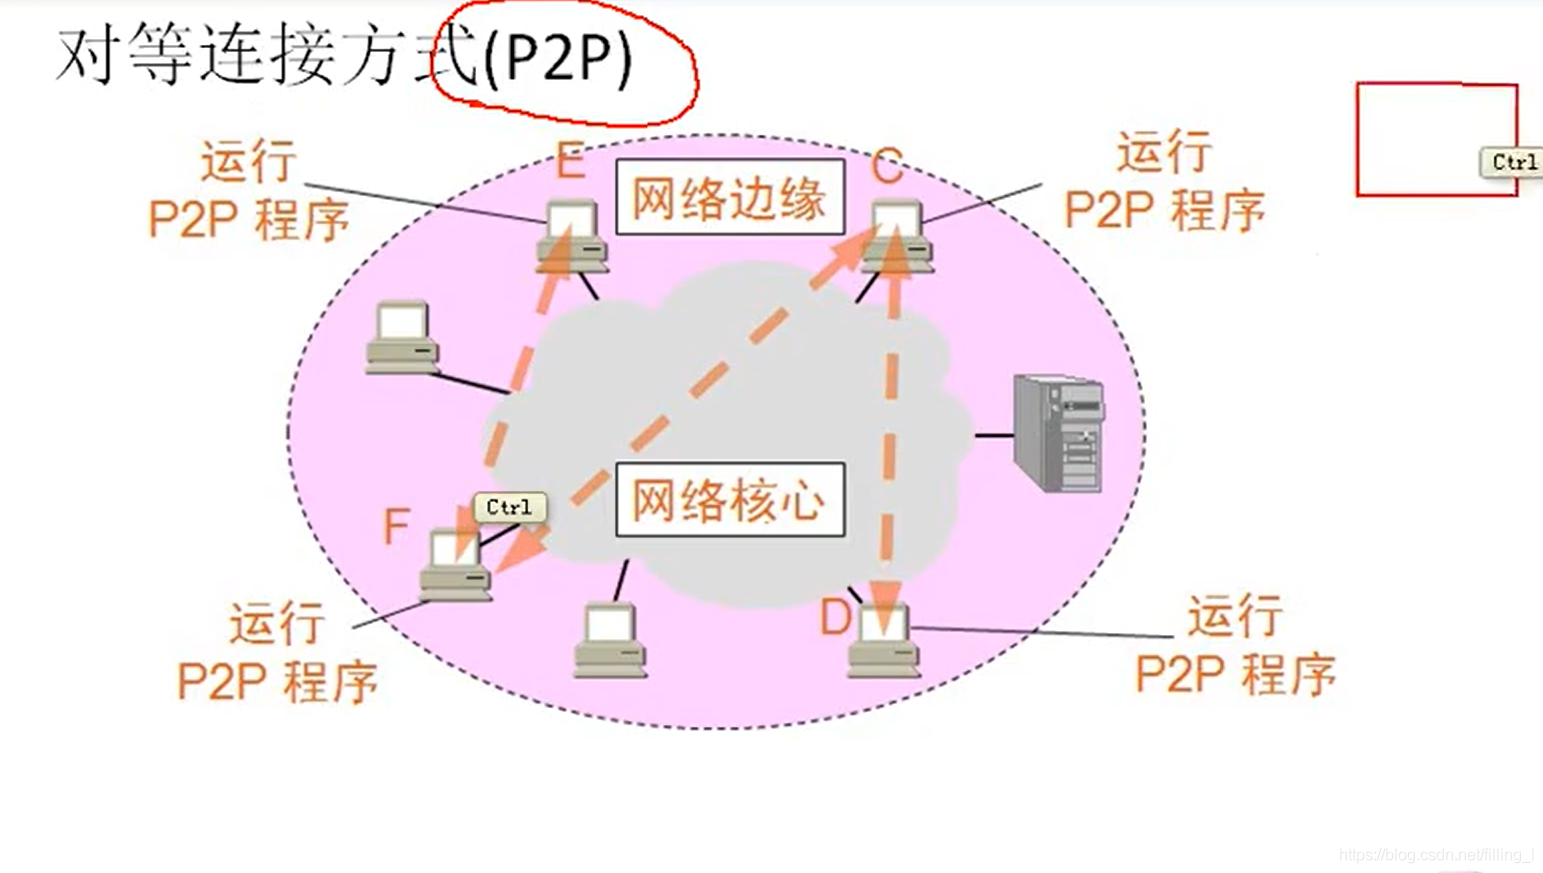 对等连接方式(P2P)
运行
P2P 程序
E
网络边缘
C
运行
P2P 程序
Ctrl
Ctrl
网络核心
F
运行
P2P 程序
D
运行
P2P 程序
https://blog.csdn.net/filling_l